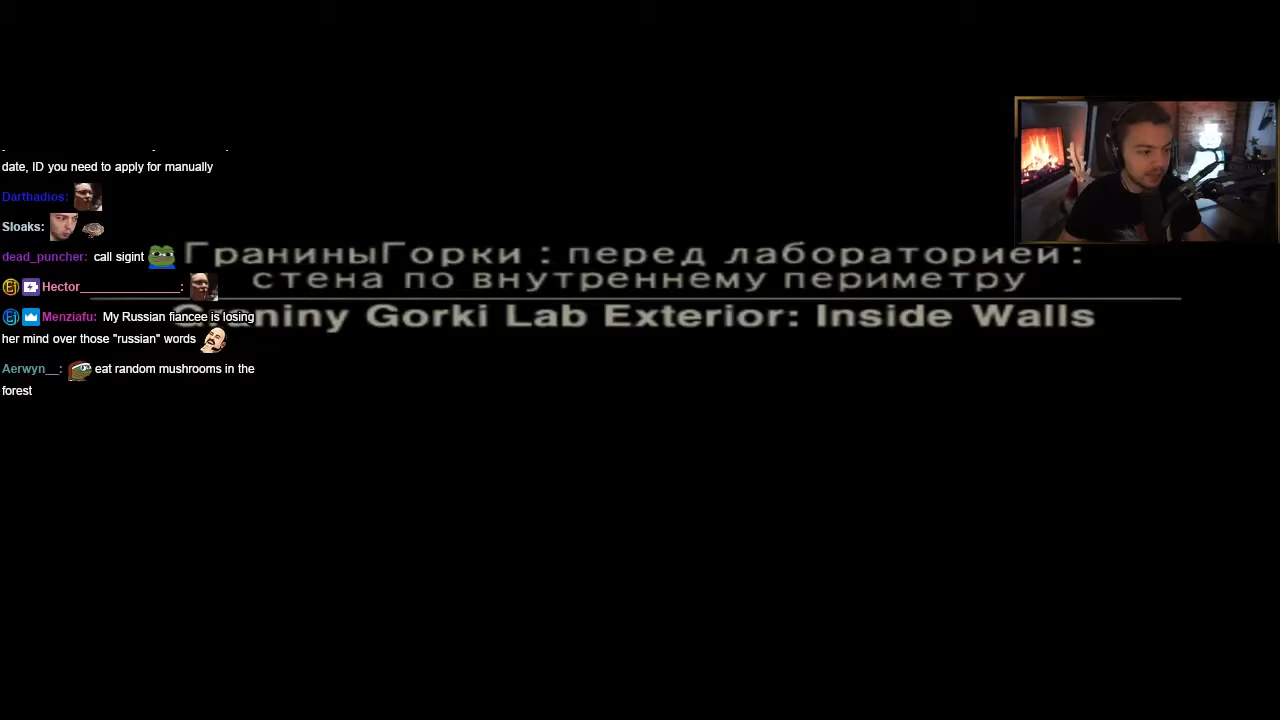 date, ID you need to apply for manually
Darthadios:
Sloaks:
dead_puncher: call sigint
Hector_______________:
Menziafu: My Russian fiancee is losing
her mind over those "russian" words
Aerwyn__: eat random mushrooms in the
forest
ГраниныГорки : перед лабораторией :
стена по внутреннему периметру
Graniny Gorki Lab Exterior: Inside Walls